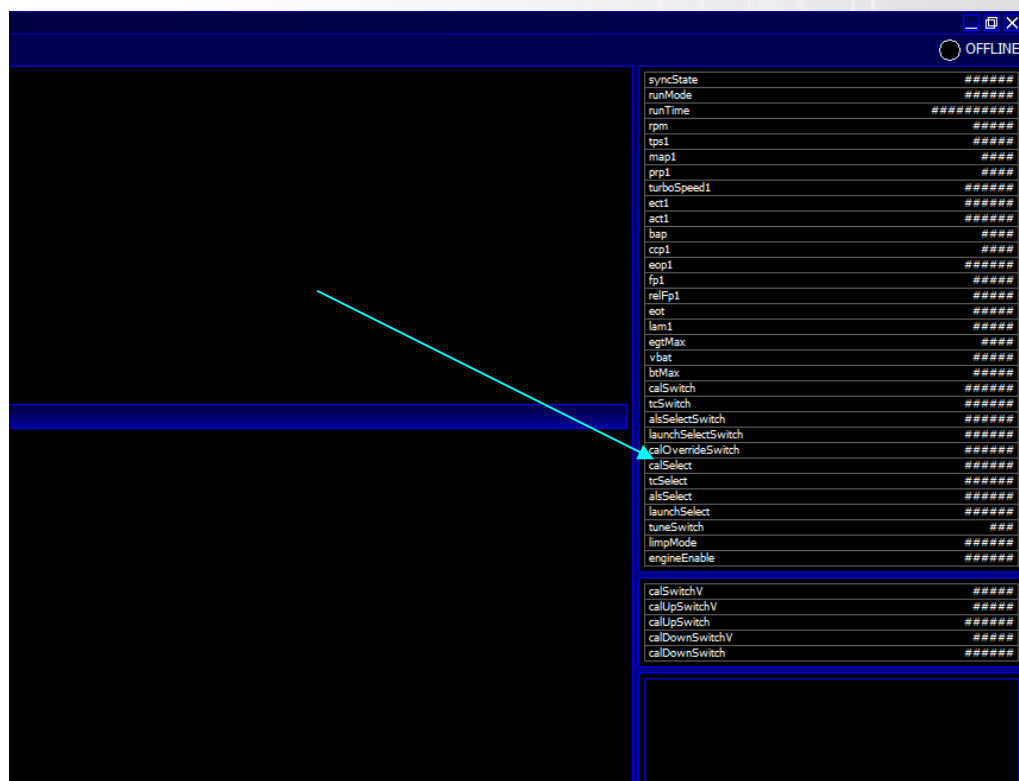 OFFLINE
syncState ######
runMode ######
runTime ##########
rpm #####
tps1 #####
map1 ####
prp1 ####
turboSpeed1 ######
ect1 ######
act1 ######
bap ####
ccp1 ####
eop1 ######
fp1 #####
relFp1 #####
eot #####
lam1 #####
egtMax ####
vbat #####
btMax #####
calSwitch ######
tcSwitch ######
alsSelectSwitch ######
launchSelectSwitch ######
calOverrideSwitch ######
calSelect ######
tcSelect ######
alsSelect ######
launchSelect ######
tuneSwitch ###
limpMode ######
engineEnable ######
calSwitchV #####
calUpSwitchV #####
calUpSwitch ######
calDownSwitchV #####
calDownSwitch ######